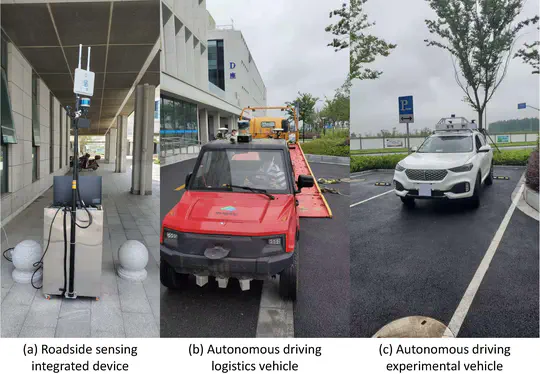 D
P
(a) Roadside sensing
integrated device
(b) Autonomous driving
logistics vehicle
(c) Autonomous driving
experimental vehicle